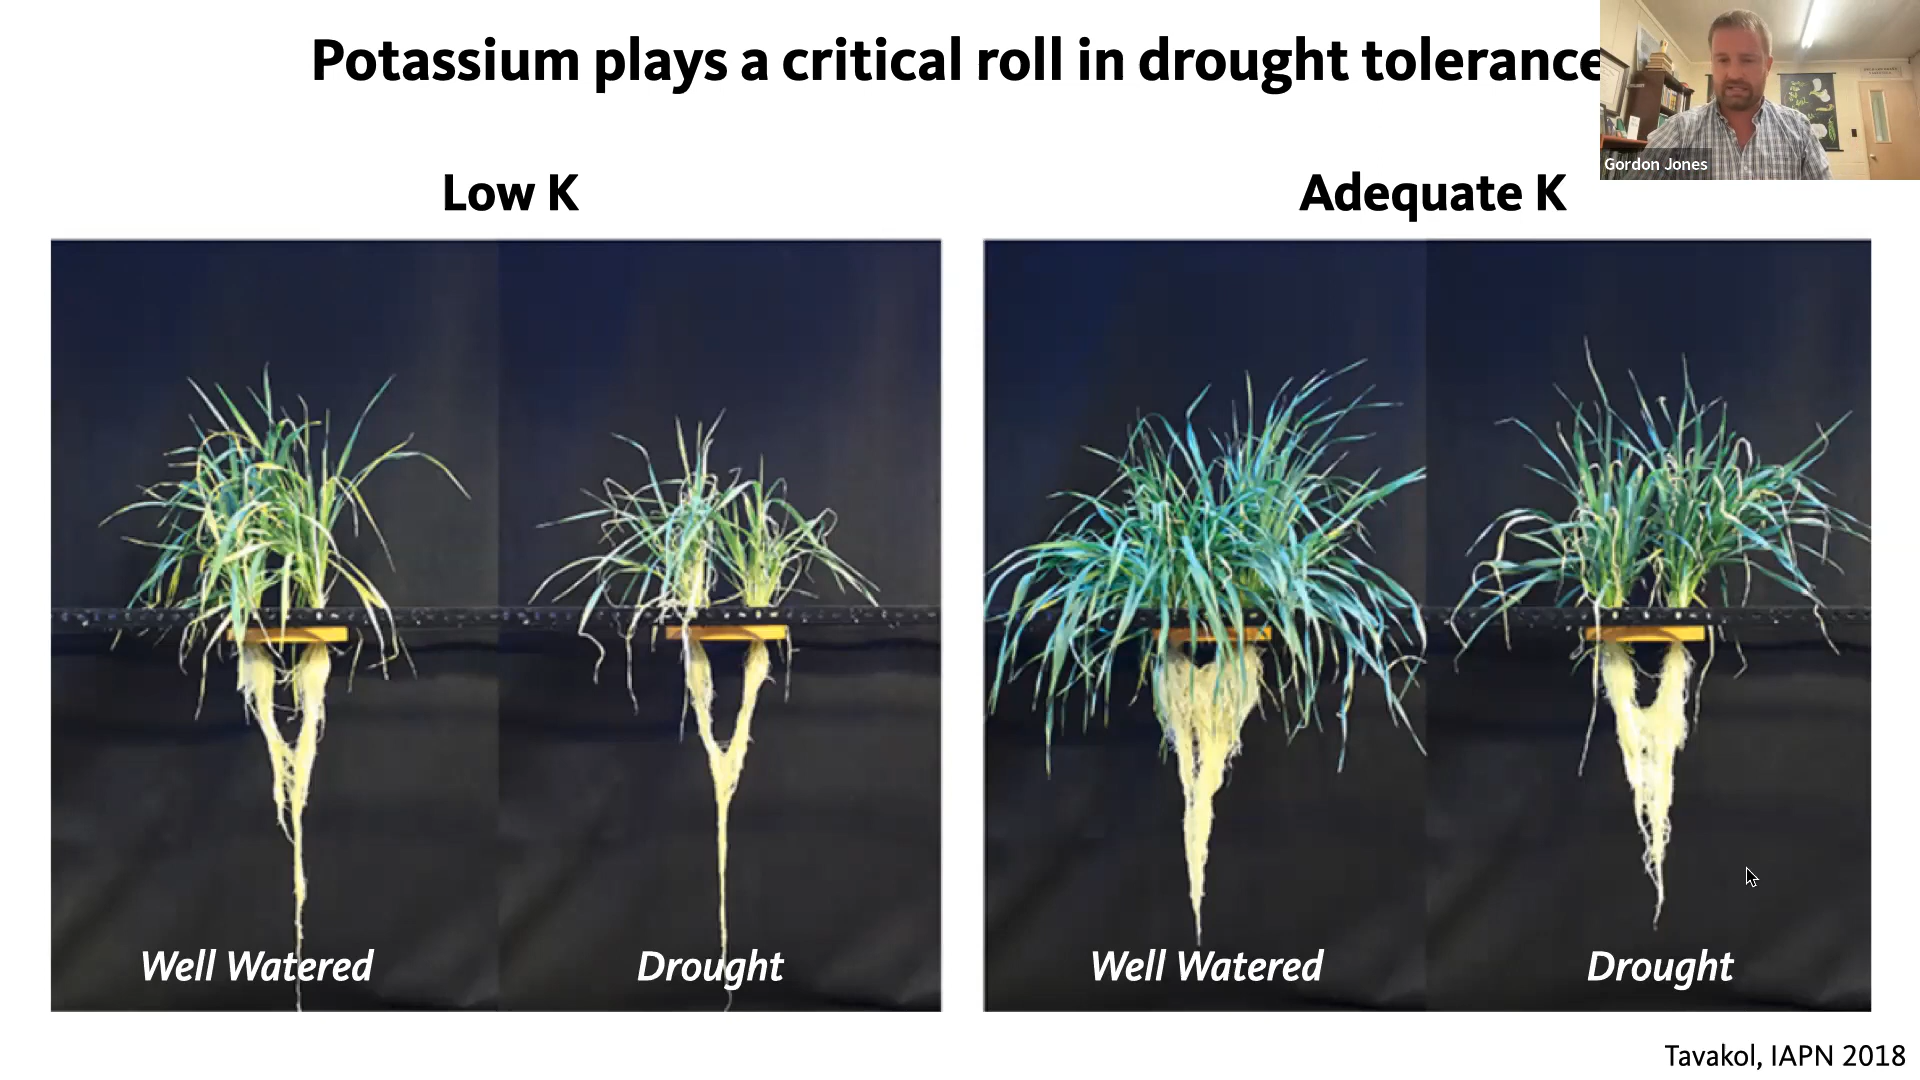 Potassium plays a critical roll in drought tolerance
Gordon Jones
Low K
Adequate K
Well Watered
Drought
Well Watered
Drought
Tavakol, IAPN 2018